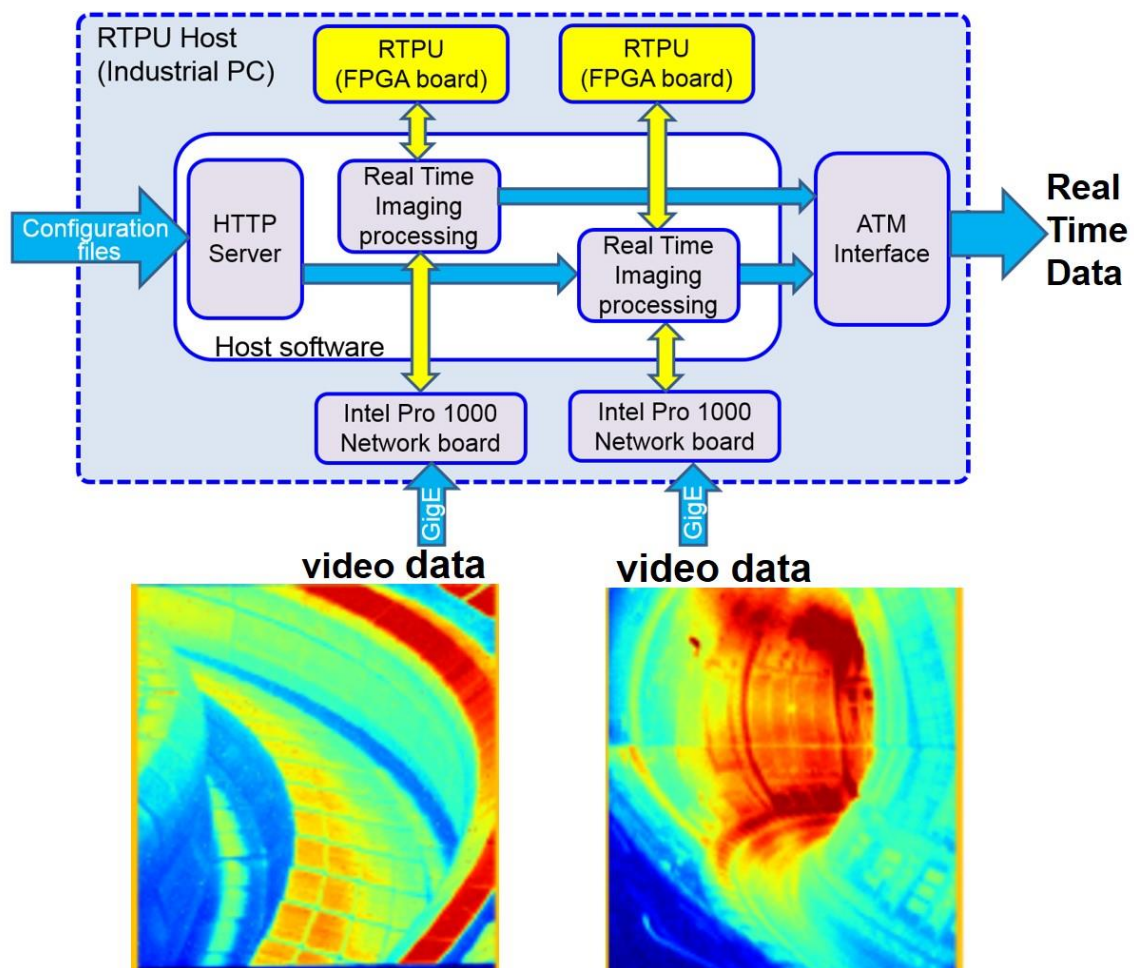 RTPU Host
(Industrial PC)
RTPU
(FPGA board)
RTPU
(FPGA board)
Configuration
files
HTTP
Server
Real Time
Imaging
processing
Real Time
Imaging
processing
ATM
Interface
Real
Time
Data
Host software
Intel Pro 1000
Network board
Intel Pro 1000
Network board
GigE
GigE
video data
video data